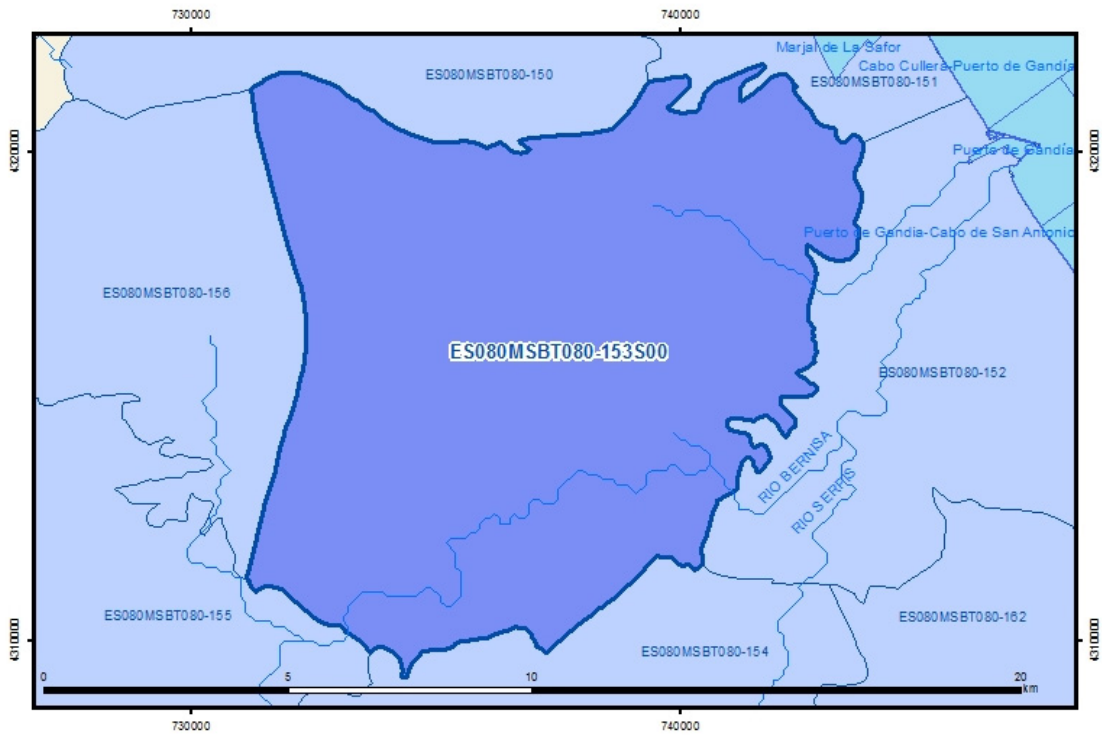 730000
740000
Marjal de La Safor
Cabo Cullera-Puerto de Gandía
ES080MSBT080-150
ES080MSBT080-151
4320000
4320000
Puerto de Gandía
Puerto de Gandia-Cabo de San Antonio
ES080MSBT080-156
ES080MSBT080-153S00
ES080MSBT080-152
RIO BERNISA
RIO SERPIS
ES080MSBT080-155
ES080MSBT080-162
4310000
4310000
ES080MSBT080-154
0
5
10
20
km
730000
740000